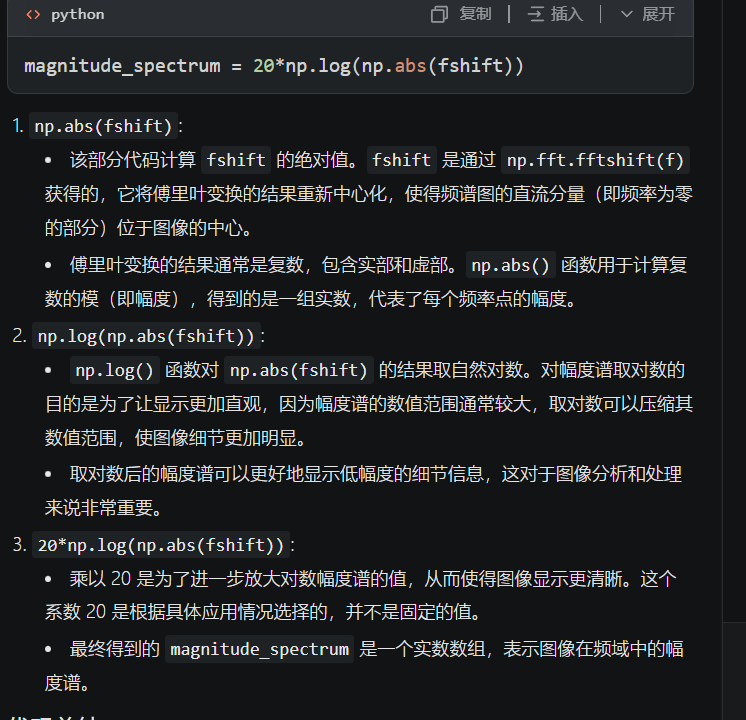 <> python 复制 | 插入 | 展开
magnitude_spectrum = 20*np.log(np.abs(fshift))
1. np.abs(fshift):
• 该部分代码计算 fshift 的绝对值。fshift 是通过 np.fft.fftshift(f)
获得的，它将傅里叶变换的结果重新中心化，使得频谱图的直流分量（即频率为零
的部分）位于图像的中心。
• 傅里叶变换的结果通常是复数，包含实部和虚部。np.abs() 函数用于计算复
数的模（即幅度），得到的是一组实数，代表了每个频率点的幅度。
2. np.log(np.abs(fshift)):
• np.log() 函数对 np.abs(fshift) 的结果取自然对数。对幅度谱取对数的
目的是为了让显示更加直观，因为幅度谱的数值范围通常较大，取对数可以压缩其
数值范围，使图像细节更加明显。
• 取对数后的幅度谱可以更好地显示低幅度的细节信息，这对于图像分析和处理
来说非常重要。
3. 20*np.log(np.abs(fshift)):
• 乘以 20 是为了进一步放大对数幅度谱的值，从而使得图像显示更清晰。这个
系数 20 是根据具体应用情况选择的，并不是固定的值。
• 最终得到的 magnitude_spectrum 是一个实数数组，表示图像在频域中的幅
度谱。